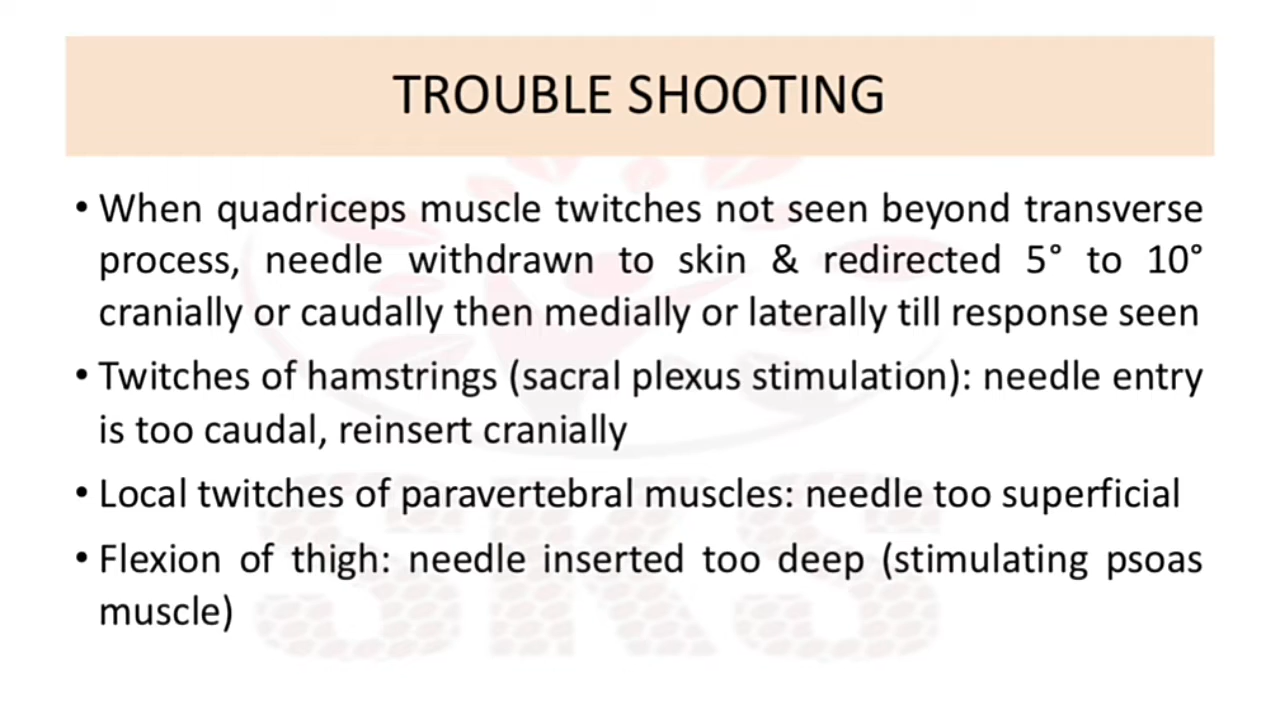 TROUBLE SHOOTING
• When quadriceps muscle twitches not seen beyond transverse
process, needle withdrawn to skin & redirected 5° to 10°
cranially or caudally then medially or laterally till response seen
• Twitches of hamstrings (sacral plexus stimulation): needle entry
is too caudal, reinsert cranially
• Local twitches of paravertebral muscles: needle too superficial
• Flexion of thigh: needle inserted too deep (stimulating psoas
muscle)
SKS